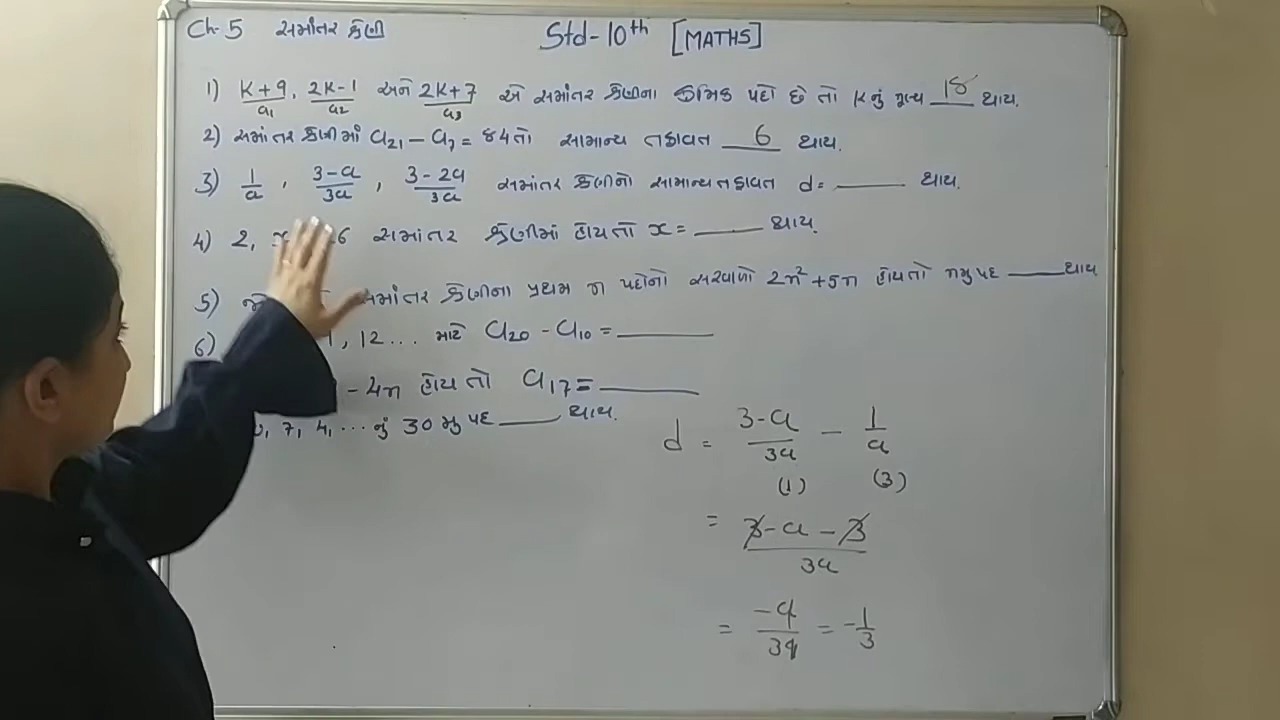 Ch-5 સમાંતર શ્રેણી
Std-10th [MATHS]
1) K+9, 2K-1 અને 2K+7 એ સમાંતર શ્રેણીના ક્રમિક પદો છે તો K નું મૂલ્ય 18 થાય.
a1 a2 a3
2) સમાંતર શ્રેણીમાં a21 - a7 = 84 તો સામાન્ય તફાવત 6 થાય.
3) 1/a, 3-a/3a, 3-2a/3a સમાંતર શ્રેણીનો સામાન્ય તફાવત d= ____ થાય.
4) 2, 26 સમાંતર શ્રેણીમાં હોય તો x = ____ થાય.
5) સમાંતર શ્રેણીના પ્રથમ n પદોનો સરવાળો 2n²+5n હોય તો nમુ પદ ____ થાય
6) , 12... માટે a20 - a10 = ____
- 4n હોય તો a17 = ____
, 7, 4, ... નું 30 મુ પદ ____ થાય.
d = 3-a/3a - 1/a
(1) (3)
= 3-a-3/3a
= -a/3a = -1/3